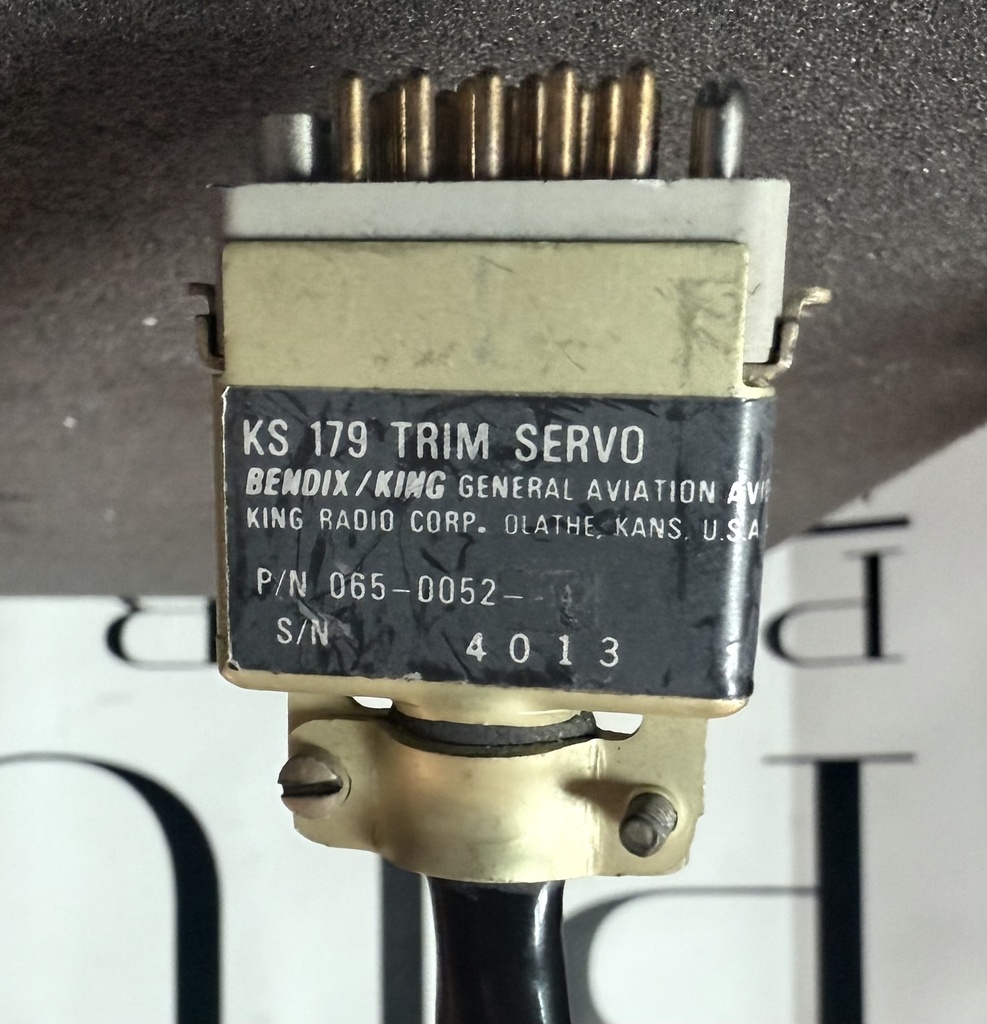 KS 179 TRIM SERVO
BENDIX/KING GENERAL AVIATION
KING RADIO CORP. OLATHE, KANS. U.S.A
P/N 065-0052-
S/N 4013